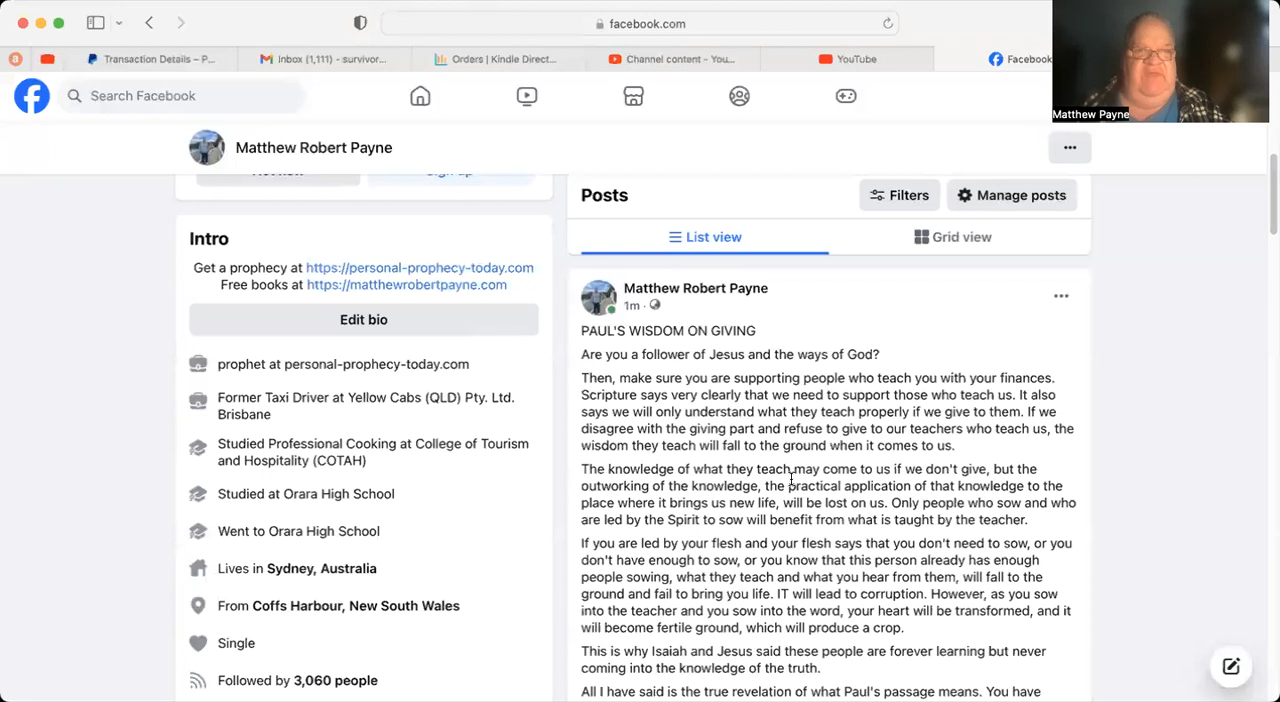 facebook.com
Transaction Details – P...
Inbox (1,111) - survivor...
Orders | Kindle Direct...
Channel content - You...
YouTube
Facebook
Search Facebook
Matthew Payne
Matthew Robert Payne
Posts
Filters
Manage posts
List view
Grid view
Intro
Get a prophecy at https://personal-prophecy-today.com
Free books at https://matthewrobertpayne.com
Edit bio
prophet at personal-prophecy-today.com
Former Taxi Driver at Yellow Cabs (QLD) Pty. Ltd.
Brisbane
Studied Professional Cooking at College of Tourism
and Hospitality (COTAH)
Studied at Orara High School
Went to Orara High School
Lives in Sydney, Australia
From Coffs Harbour, New South Wales
Single
Followed by 3,060 people
Matthew Robert Payne
1m
PAUL'S WISDOM ON GIVING
Are you a follower of Jesus and the ways of God?
Then, make sure you are supporting people who teach you with your finances.
Scripture says very clearly that we need to support those who teach us. It also
says we will only understand what they teach properly if we give to them. If we
disagree with the giving part and refuse to give to our teachers who teach us, the
wisdom they teach will fall to the ground when it comes to us.
The knowledge of what they teach may come to us if we don't give, but the
outworking of the knowledge, the practical application of that knowledge to the
place where it brings us new life, will be lost on us. Only people who sow and who
are led by the Spirit to sow will benefit from what is taught by the teacher.
If you are led by your flesh and your flesh says that you don't need to sow, or you
don't have enough to sow, or you know that this person already has enough
people sowing, what they teach and what you hear from them, will fall to the
ground and fail to bring you life. IT will lead to corruption. However, as you sow
into the teacher and you sow into the word, your heart will be transformed, and it
will become fertile ground, which will produce a crop.
This is why Isaiah and Jesus said these people are forever learning but never
coming into the knowledge of the truth.
All I have said is the true revelation of what Paul's passage means. You have